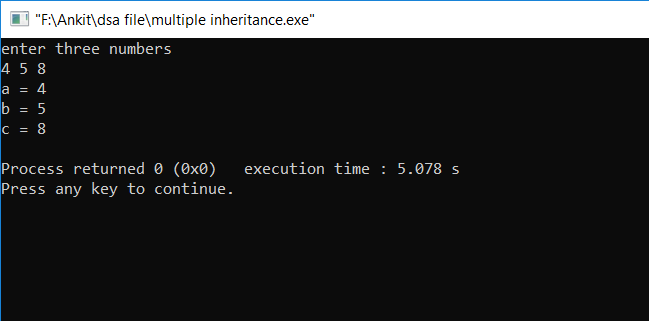 "F:\Ankit\dsa file\multiple inheritance.exe"
enter three numbers
4 5 8
a = 4
b = 5
c = 8
Process returned 0 (0x0)   execution time : 5.078 s
Press any key to continue.